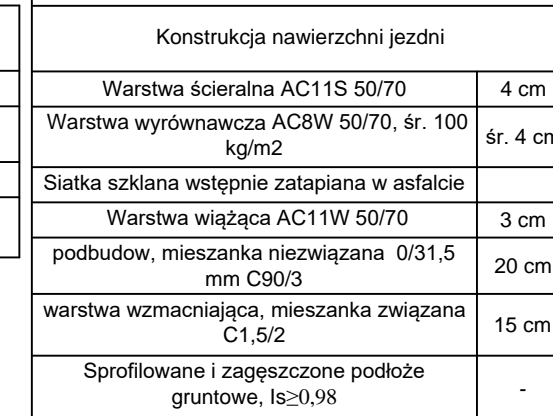 Konstrukcja nawierzchni jezdni
Warstwa ścieralna AC11S 50/70
4 cm
Warstwa wyrównawcza AC8W 50/70, śr. 100
kg/m2
śr. 4 cm
Siatka szklana wstępnie zatapiana w asfalcie
Warstwa wiążąca AC11W 50/70
3 cm
podbudow, mieszanka niezwiązana 0/31,5
mm C90/3
20 cm
warstwa wzmacniająca, mieszanka związana
C1,5/2
15 cm
Sprofilowane i zagęszczone podłoże
gruntowe, Is≥0,98
-